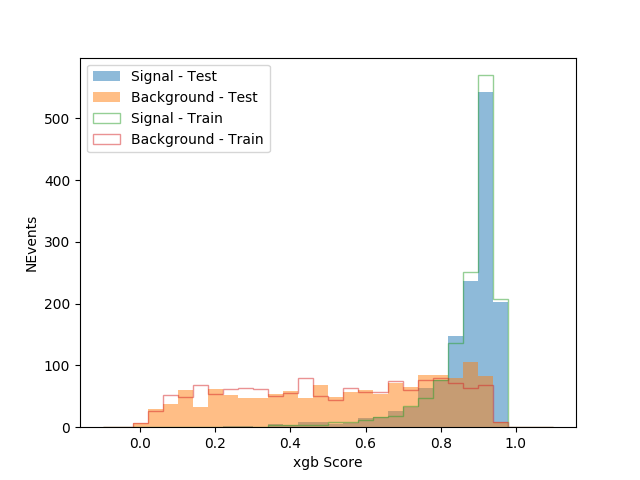 Signal - Test
Background - Test
Signal - Train
Background - Train
500
400
300
200
100
0
NEvents
0.0 0.2 0.4 0.6 0.8 1.0
xgb Score